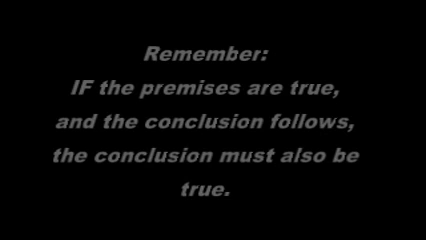 Remember:
IF the premises are true,
and the conclusion follows,
the conclusion must also be
true.